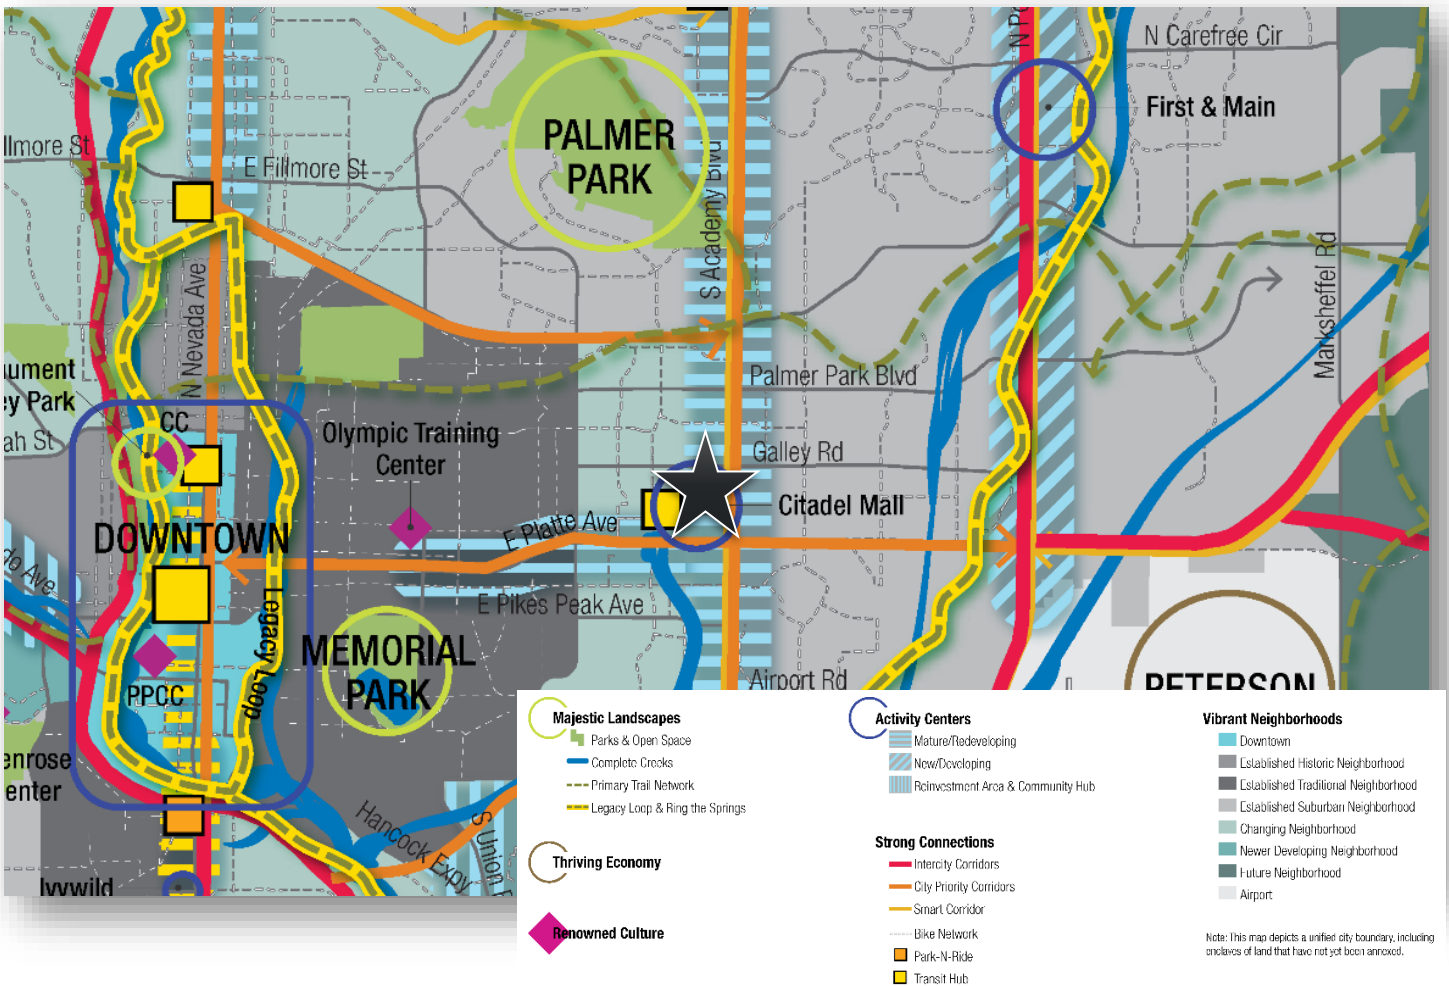 N Carefree Cir
First & Main
PALMER
PARK
llmore St
E Fillmore St
S Academy Blvd
N Nevada Ave
Marksheffel Rd
ument
ey Park
ah St
CC
Palmer Park Blvd
Olympic Training
Center
Galley Rd
Citadel Mall
E Platte Ave
DOWNTOWN
do Ave
E Pikes Peak Ave
Legacy Loop
MEMORIAL
PARK
PPCC
Airport Rd
PETERSON
enrose
enter
Hancock Expy
S Union
Ivywild
Majestic Landscapes
Parks & Open Space
Complete Creeks
Primary Trail Network
Legacy Loop & Ring the Springs
Thriving Economy
Renowned Culture
Activity Centers
Mature/Redeveloping
New/Developing
Reinvestment Area & Community Hub
Strong Connections
Intercity Corridors
City Priority Corridors
Smart Corridor
Bike Network
Park-N-Ride
Transit Hub
Vibrant Neighborhoods
Downtown
Established Historic Neighborhood
Established Traditional Neighborhood
Established Suburban Neighborhood
Changing Neighborhood
Newer Developing Neighborhood
Future Neighborhood
Airport
Note: This map depicts a unified city boundary, including
enclaves of land that have not yet been annexed.